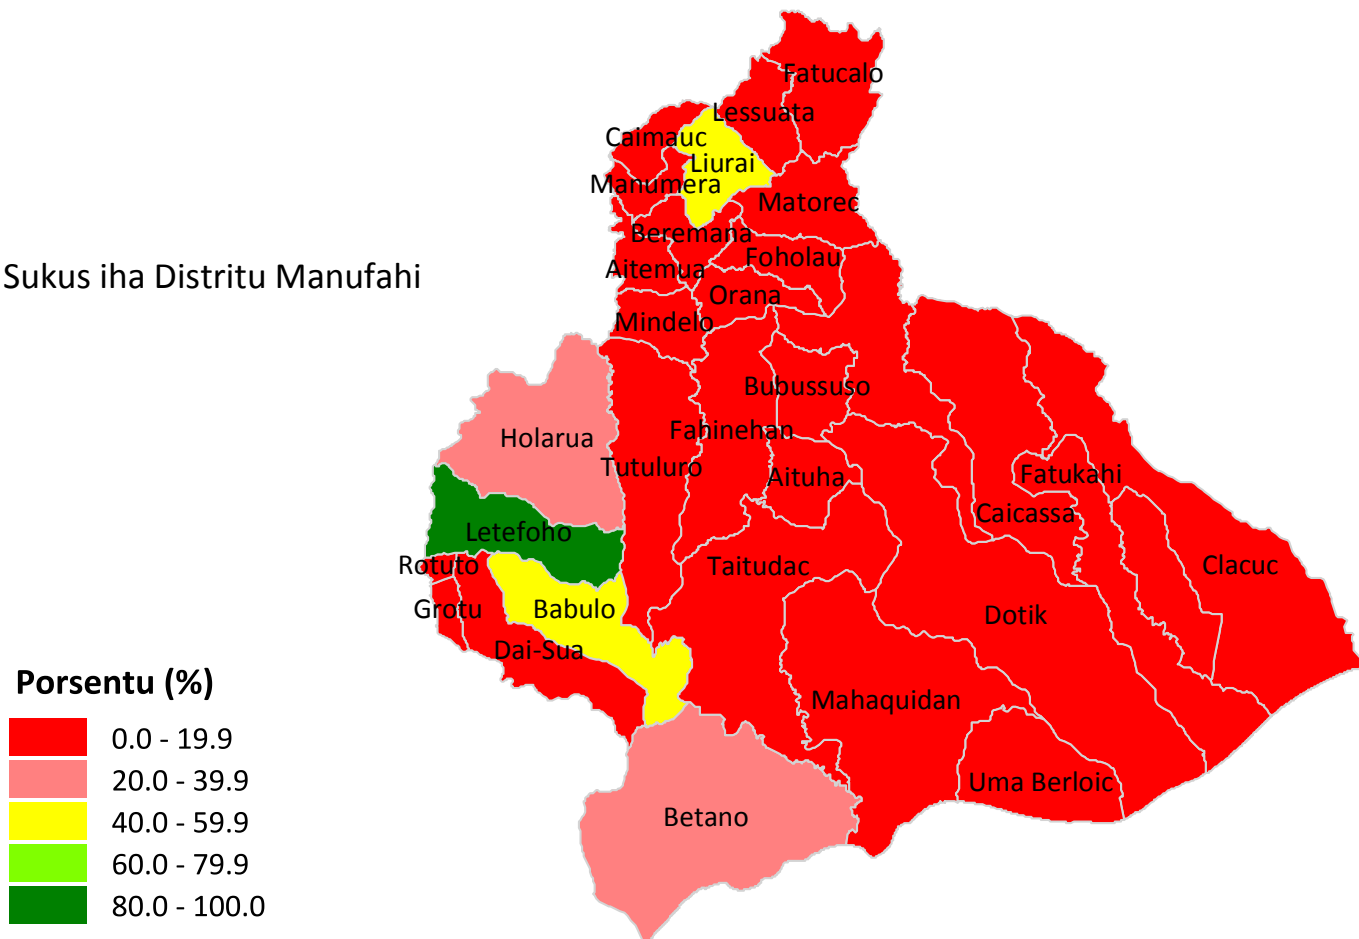 Fatucalo
Lessuata
Caimauc
Liurai
Manumera
Matorec
Beremana
Foholau
Aitemua
Sukus iha Distritu Manufahi
Orana
Mindelo
Bubussuso
Fahinehan
Holarua
Tutuluro
Aituha
Fatukahi
Caicassa
Letefoho
Rotuto
Taitudac
Clacuc
Grotu
Babulo
Dotik
Dai-Sua
Porsentu (%)
Mahaquidan
0.0 - 19.9
20.0 - 39.9
Uma Berloic
40.0 - 59.9
Betano
60.0 - 79.9
80.0 - 100.0